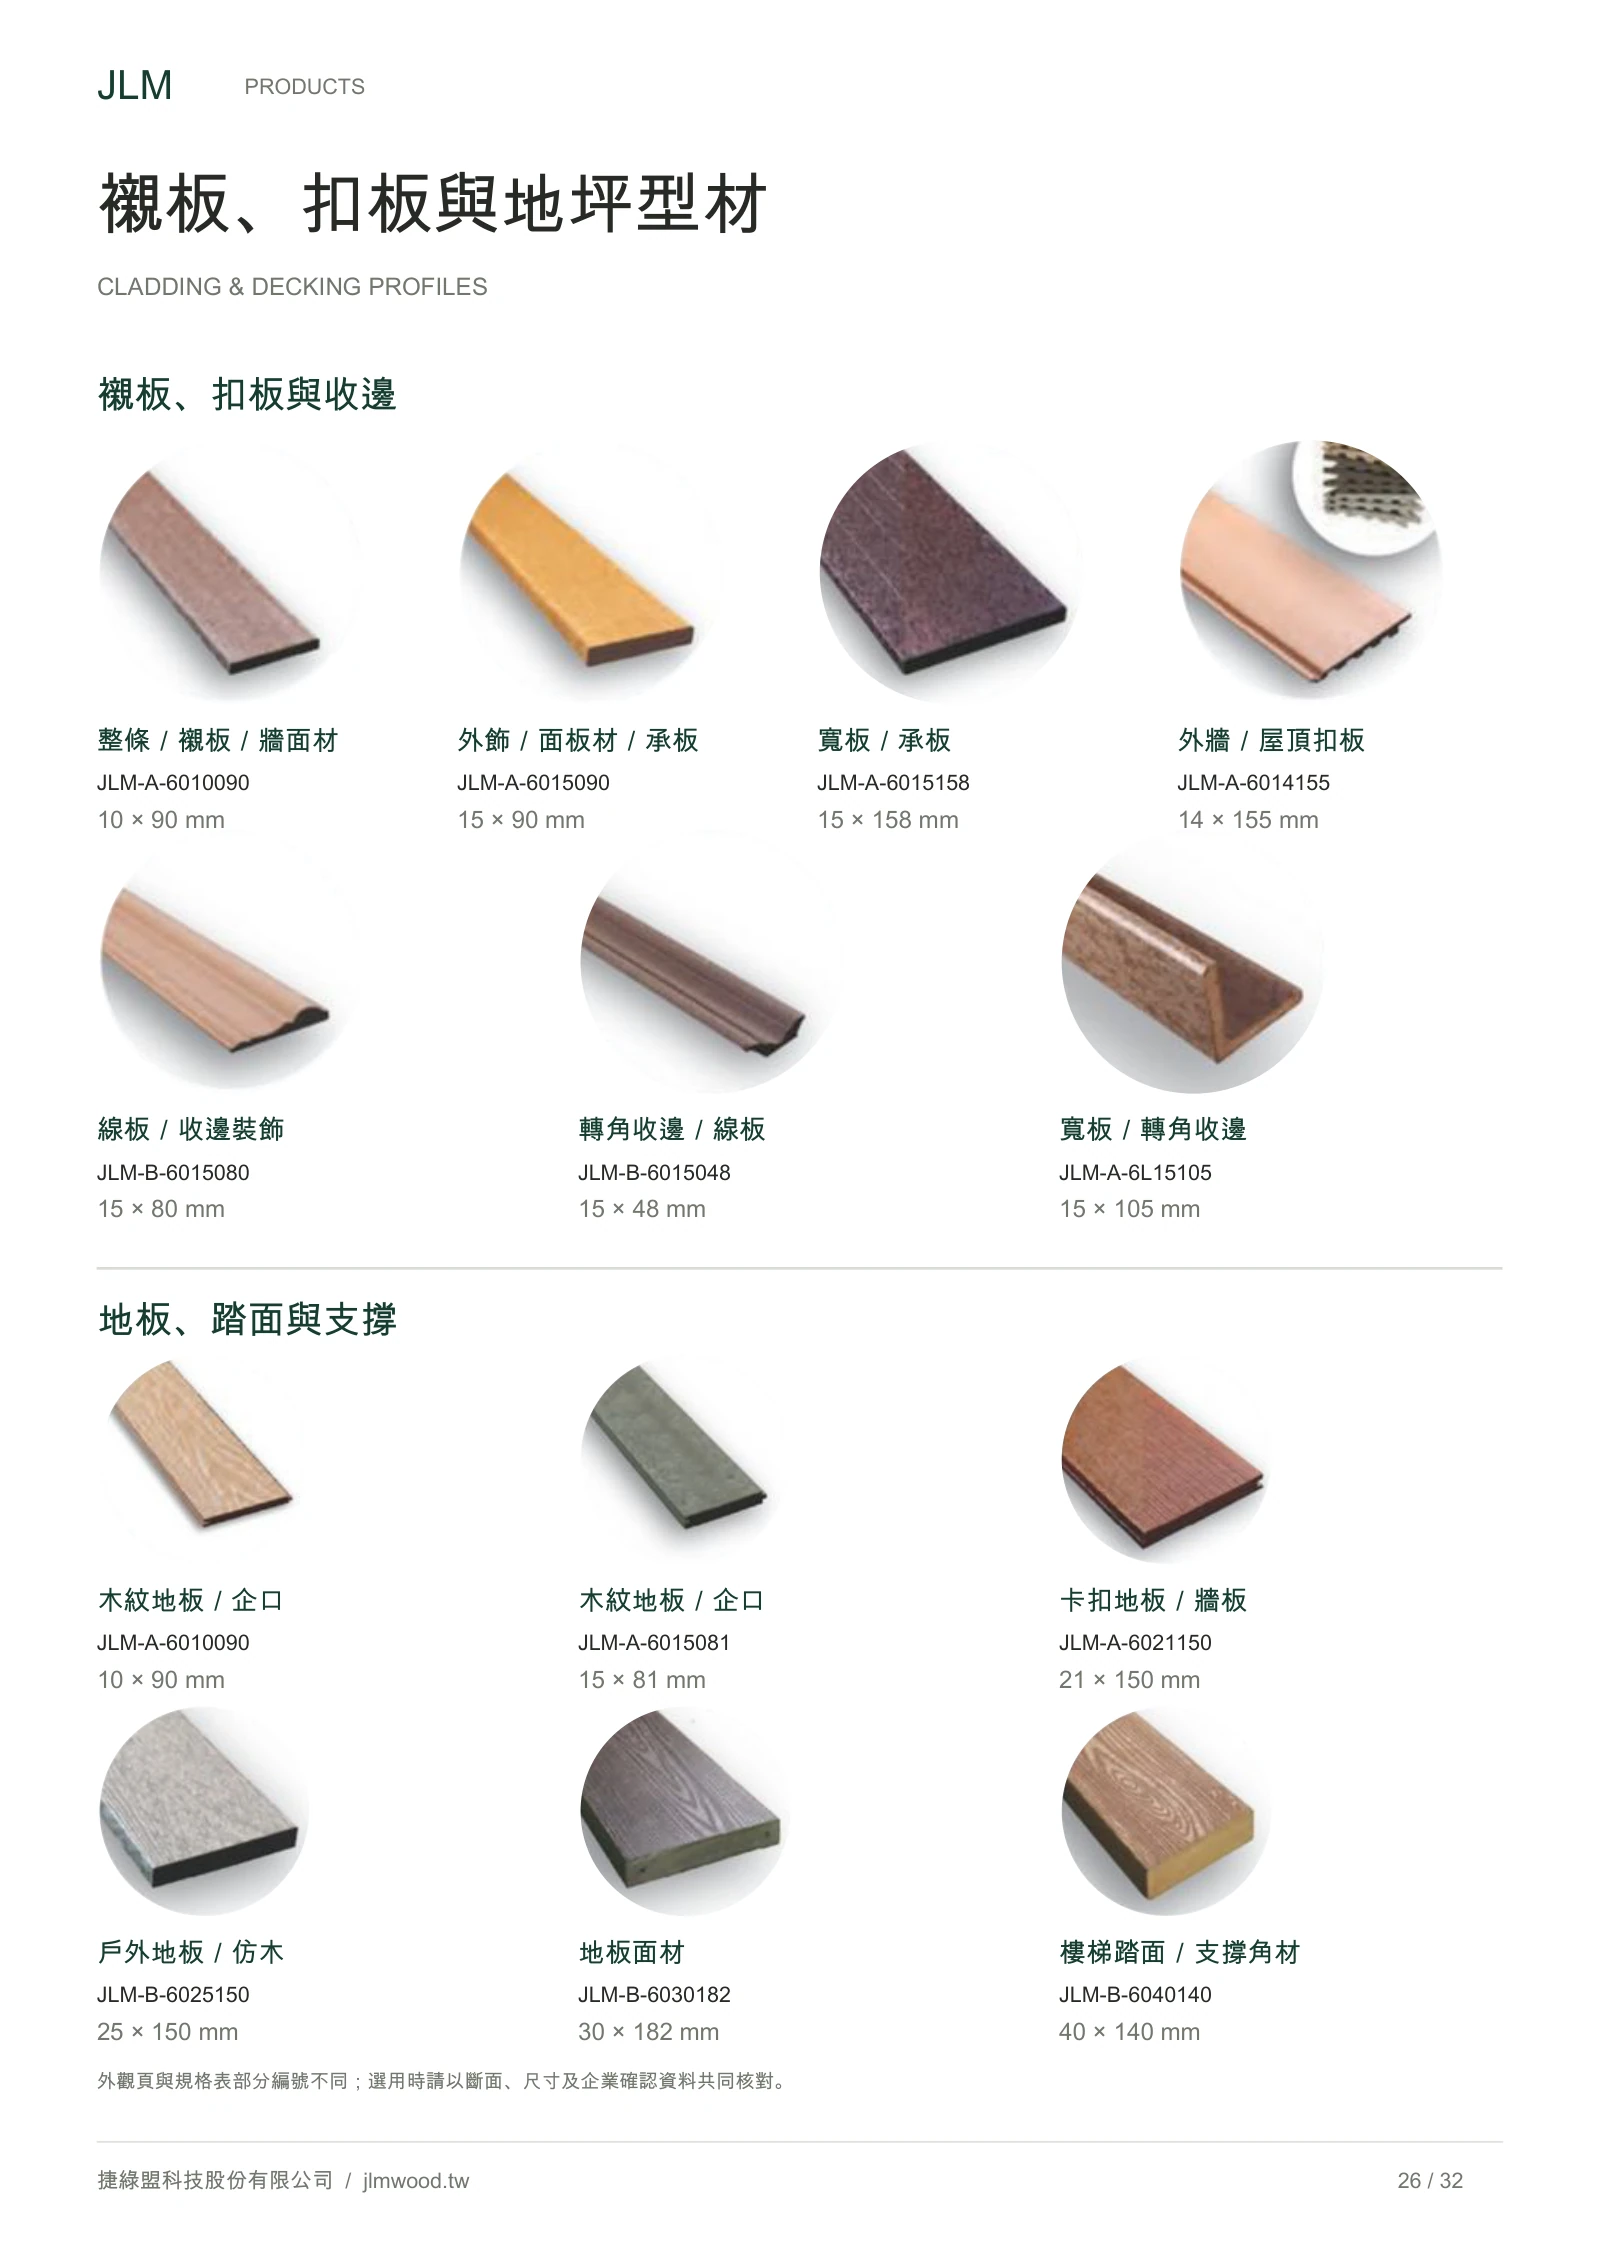 JLM PRODUCTS
襯板、扣板與地坪型材
CLADDING & DECKING PROFILES
襯板、扣板與收邊
整條 / 襯板 / 牆面材
JLM-A-6010090
10 × 90 mm
外飾 / 面板材 / 承板
JLM-A-6015090
15 × 90 mm
寬板 / 承板
JLM-A-6015158
15 × 158 mm
外牆 / 屋頂扣板
JLM-A-6014155
14 × 155 mm
線板 / 收邊裝飾
JLM-B-6015080
15 × 80 mm
轉角收邊 / 線板
JLM-B-6015048
15 × 48 mm
寬板 / 轉角收邊
JLM-A-6L15105
15 × 105 mm
地板、踏面與支撐
木紋地板 / 企口
JLM-A-6010090
10 × 90 mm
木紋地板 / 企口
JLM-A-6015081
15 × 81 mm
卡扣地板 / 牆板
JLM-A-6021150
21 × 150 mm
戶外地板 / 仿木
JLM-B-6025150
25 × 150 mm
地板面材
JLM-B-6030182
30 × 182 mm
樓梯踏面 / 支撐角材
JLM-B-6040140
40 × 140 mm
外觀頁與規格表部分編號不同；選用時請以斷面、尺寸及企業確認資料共同核對。
捷綠盟科技股份有限公司 / jlmwood.tw
26 / 32